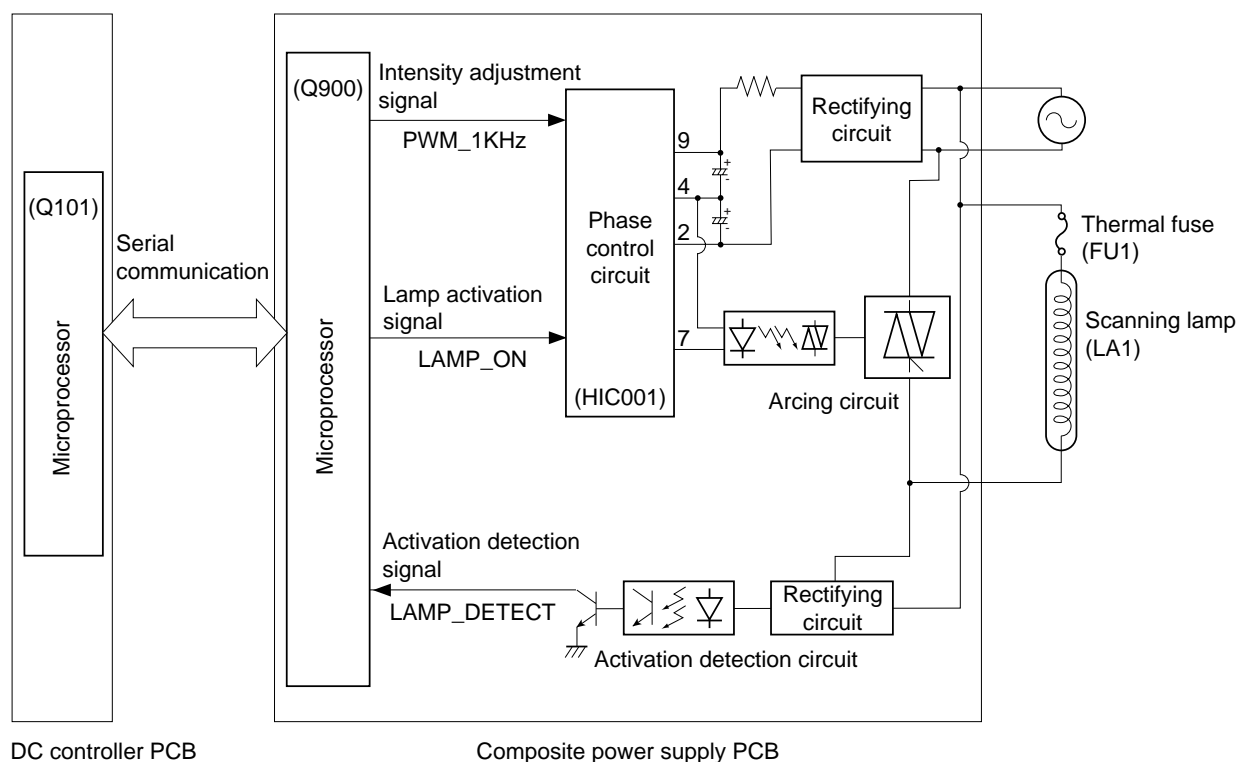 (Q101)
Microprocessor
Serial
communication
(Q900)
Microprocessor
Intensity adjustment
signal
PWM_1KHz
Lamp activation
signal
LAMP_ON
Activation detection
signal
LAMP_DETECT
Phase
control
circuit
(HIC001)
9
4
2
7
+
-
+
-
Rectifying
circuit
Arcing circuit
Rectifying
circuit
Activation detection circuit
Thermal fuse
(FU1)
Scanning lamp
(LA1)
DC controller PCB
Composite power supply PCB